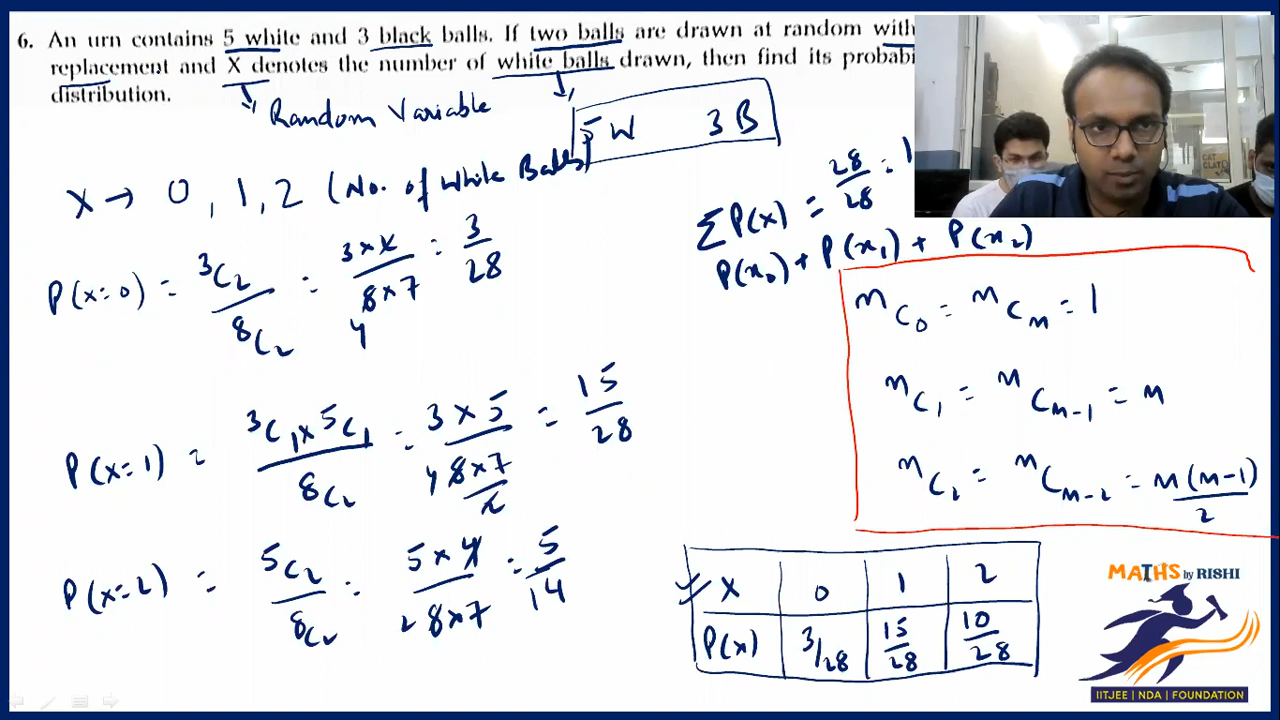 6. An urn contains 5 white and 3 black balls. If two balls are drawn at random with
replacement and X denotes the number of white balls drawn, then find its probabi
distribution.
Random Variable
5 W 3 B
X → 0, 1, 2 (No. of White Balls)
P(x=0) = ³C₂/⁸C₂ = 3×2/8×7 = 3/28
4
ΣP(x) = 28/28 = 1
P(x₀) + P(x₁) + P(x₂)
ⁿC₀ = ⁿCₙ = 1
ⁿC₁ = ⁿCₙ₋₁ = n
ⁿC₂ = ⁿCₙ₋₂ = n(n-1)/2
P(x=1) = ³C₁×⁵C₁/⁸C₂ = 3×5/(8×7/2) = 15/28
4
P(x=2) = ⁵C₂/⁸C₂ = 5×4/8×7 = 5/14
2
X 0 1 2
P(x) 3/28 15/28 10/28
MATHS by RISHI
IITJEE | NDA | FOUNDATION